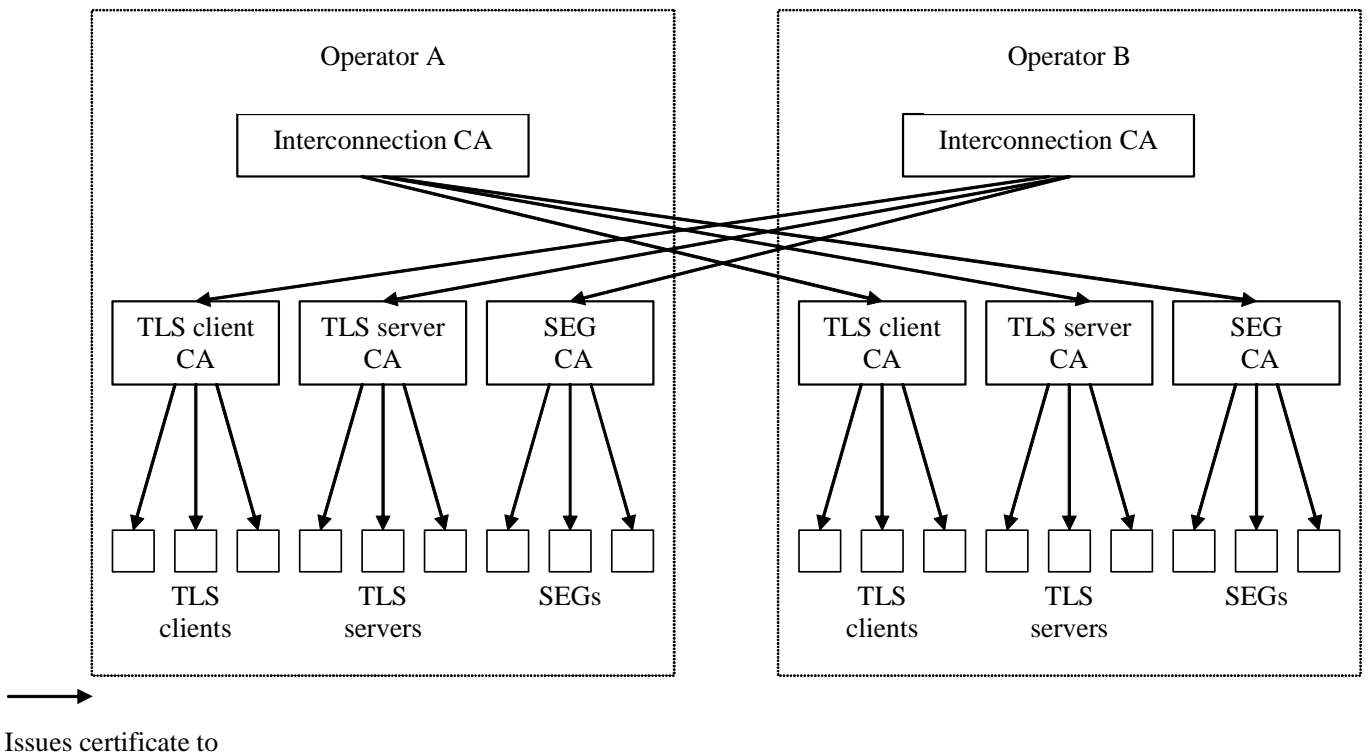 Operator A
Operator B
Interconnection CA
Interconnection CA
TLS client
CA
TLS server
CA
SEG
CA
TLS client
CA
TLS server
CA
SEG
CA
TLS
clients
TLS
servers
SEGs
TLS
clients
TLS
servers
SEGs
Issues certificate to